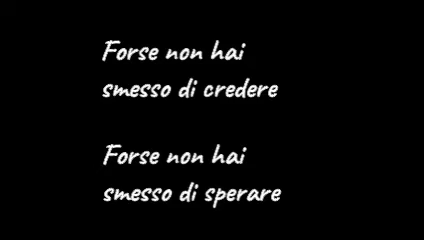 Forse non hai
smesso di credere
Forse non hai
smesso di sperare